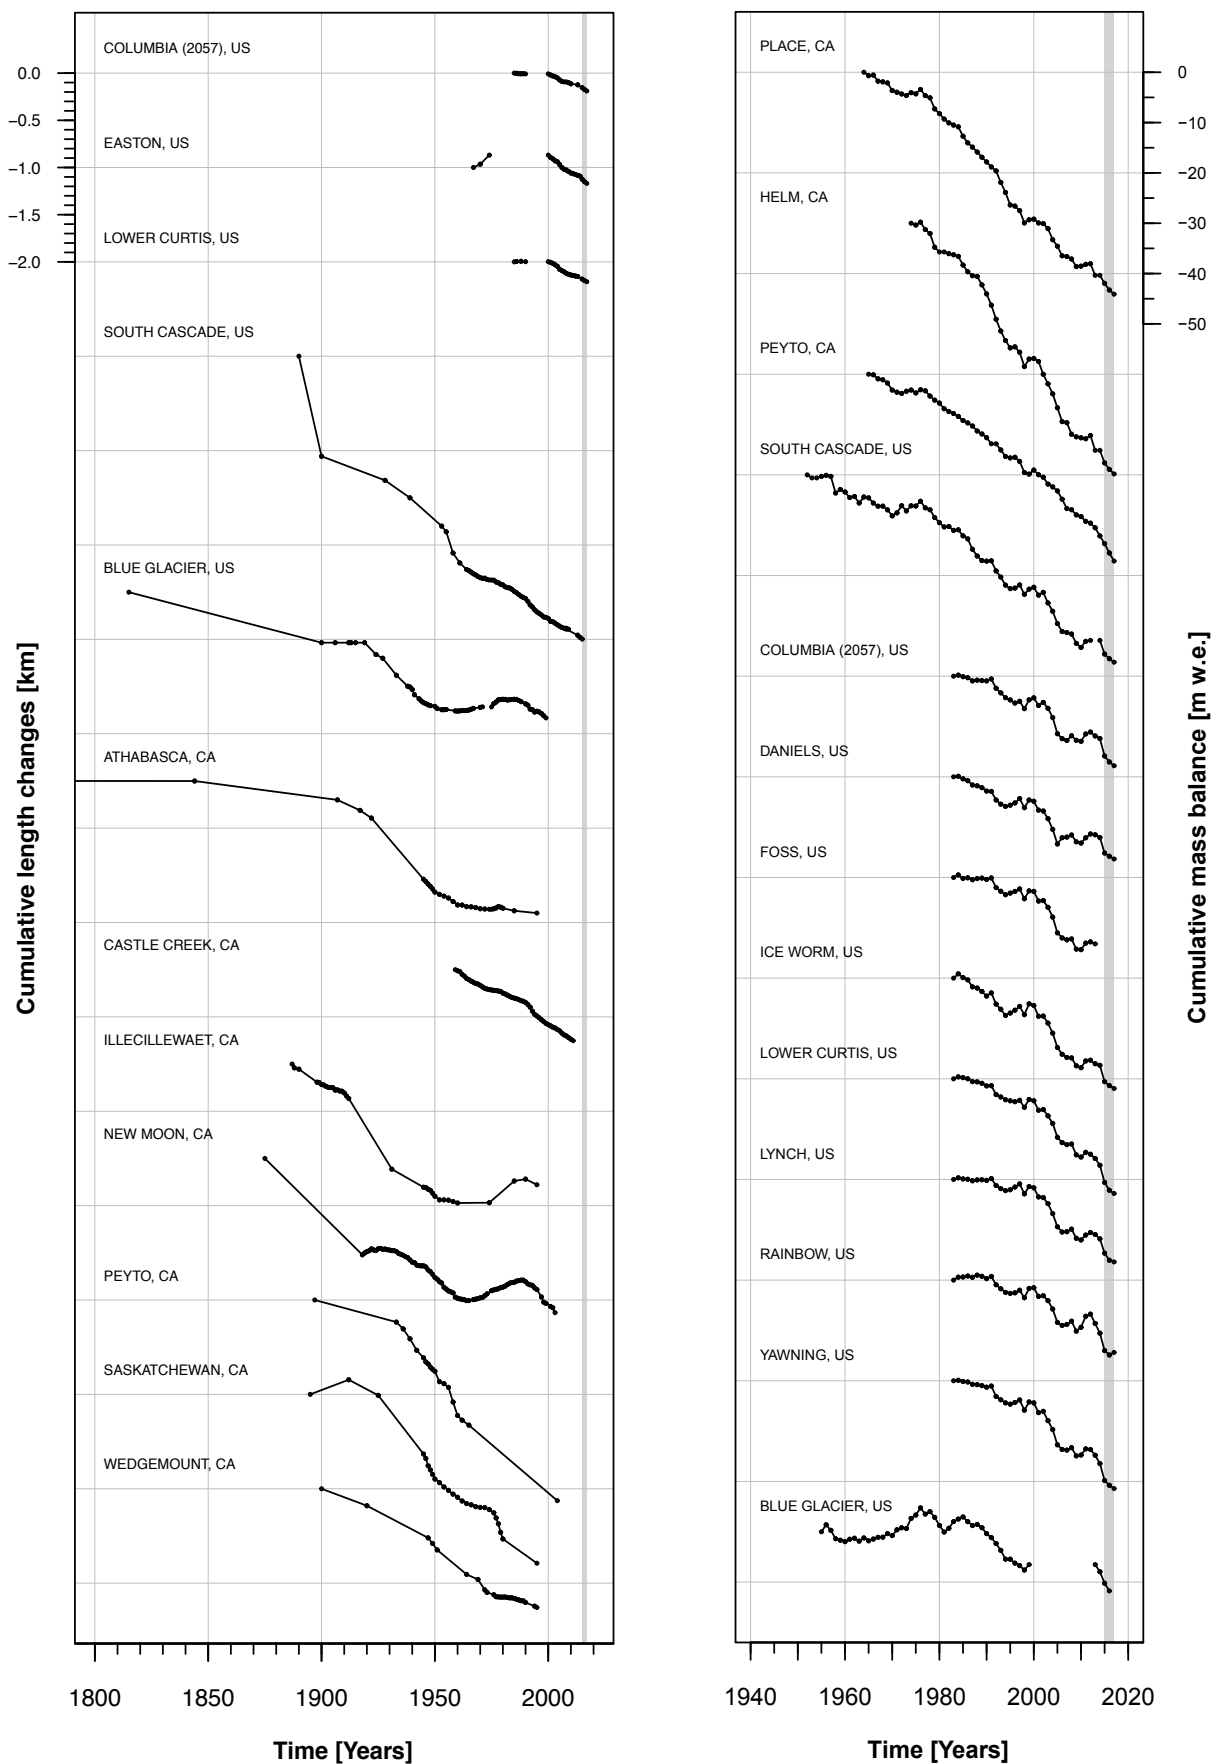 COLUMBIA (2057), US
0.0
−0.5
EASTON, US
−1.0
−1.5
LOWER CURTIS, US
−2.0
SOUTH CASCADE, US
BLUE GLACIER, US
ATHABASCA, CA
CASTLE CREEK, CA
ILLECILLEWAET, CA
NEW MOON, CA
PEYTO, CA
SASKATCHEWAN, CA
WEDGEMOUNT, CA
Cumulative length changes [km]
1800 1850 1900 1950 2000
Time [Years]
PLACE, CA
0
−10
−20
HELM, CA
−30
−40
−50
PEYTO, CA
SOUTH CASCADE, US
COLUMBIA (2057), US
DANIELS, US
FOSS, US
ICE WORM, US
LOWER CURTIS, US
LYNCH, US
RAINBOW, US
YAWNING, US
BLUE GLACIER, US
Cumulative mass balance [m w.e.]
1940 1960 1980 2000 2020
Time [Years]